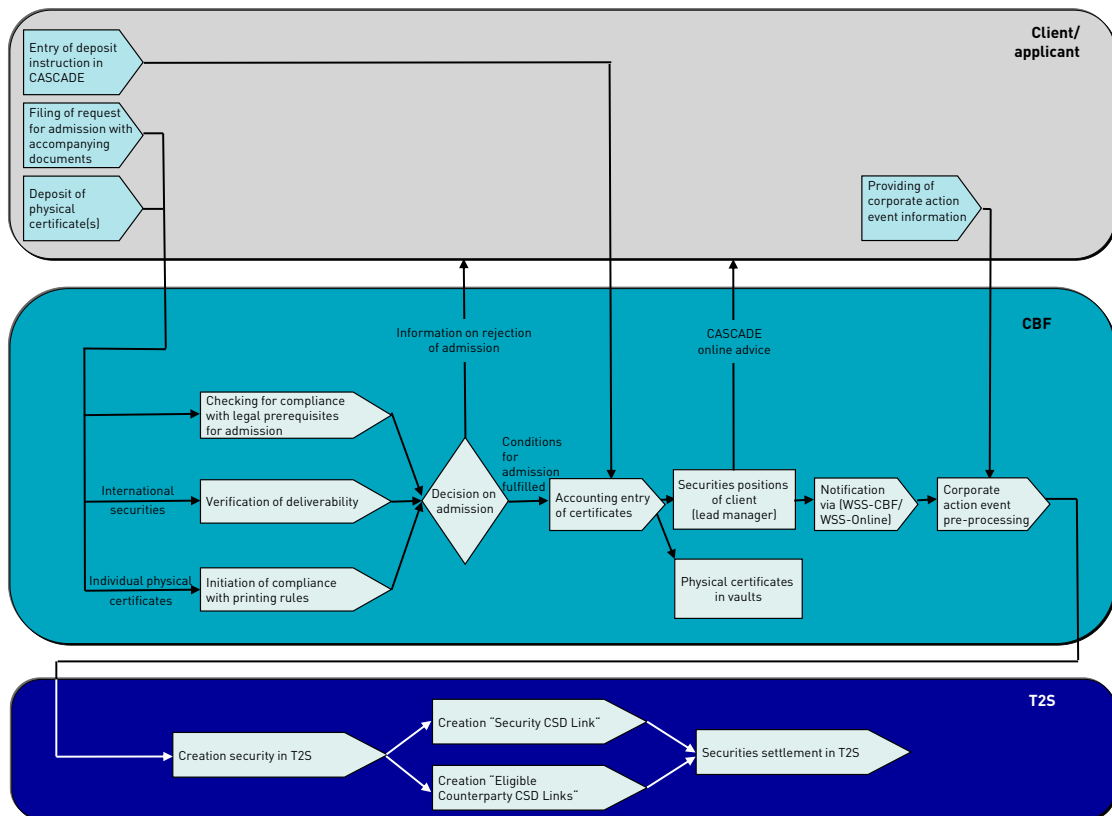 Client/
applicant
Entry of deposit
instruction in
CASCADE
Filing of request
for admission with
accompanying
documents
Deposit of
physical
certificate(s)
Providing of
corporate action
event information
CBF
Information on rejection
of admission
CASCADE
online advice
Checking for compliance
with legal prerequisites
for admission
Conditions
for
admission
fulfilled
International
securities
Verification of deliverability
Decision on
admission
Accounting entry
of certificates
Securities positions
of client
(lead manager)
Notification
via (WSS-CBF/
WSS-Online)
Corporate
action event
pre-processing
Individual physical
certificates
Initiation of compliance
with printing rules
Physical certificates
in vaults
T2S
Creation "Security CSD Link"
Creation security in T2S
Securities settlement in T2S
Creation "Eligible
Counterparty CSD Links"